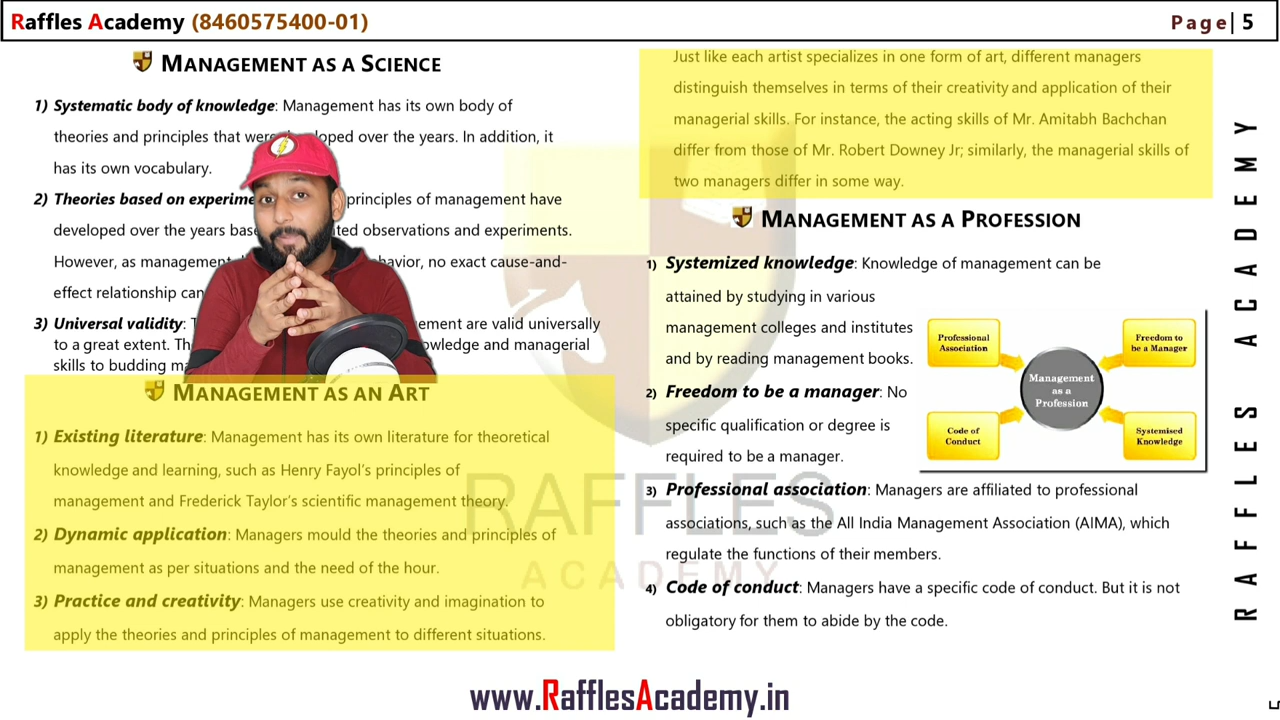 Raffles Academy (8460575400-01)
Page| 5
MANAGEMENT AS A SCIENCE
1) Systematic body of knowledge: Management has its own body of
theories and principles that were developed over the years. In addition, it
has its own vocabulary.
2) Theories based on experime principles of management have
developed over the years base ted observations and experiments.
However, as management havior, no exact cause-and-
effect relationship can
3) Universal validity: ement are valid universally
to a great extent. Th owledge and managerial
skills to budding ma
MANAGEMENT AS AN ART
1) Existing literature: Management has its own literature for theoretical
knowledge and learning, such as Henry Fayol's principles of
management and Frederick Taylor's scientific management theory.
2) Dynamic application: Managers mould the theories and principles of
management as per situations and the need of the hour.
3) Practice and creativity: Managers use creativity and imagination to
apply the theories and principles of management to different situations.
Just like each artist specializes in one form of art, different managers
distinguish themselves in terms of their creativity and application of their
managerial skills. For instance, the acting skills of Mr. Amitabh Bachchan
differ from those of Mr. Robert Downey Jr; similarly, the managerial skills of
two managers differ in some way.
MANAGEMENT AS A PROFESSION
1) Systemized knowledge: Knowledge of management can be
attained by studying in various
management colleges and institutes
and by reading management books.
2) Freedom to be a manager: No
specific qualification or degree is
required to be a manager.
Professional
Association
Freedom to
be a Manager
Management
as a
Profession
Code of
Conduct
Systemised
Knowledge
3) Professional association: Managers are affiliated to professional
associations, such as the All India Management Association (AIMA), which
regulate the functions of their members.
4) Code of conduct: Managers have a specific code of conduct. But it is not
obligatory for them to abide by the code.
RAFFLES
ACADEMY
RAFFLES ACADEMY
www.RafflesAcademy.in